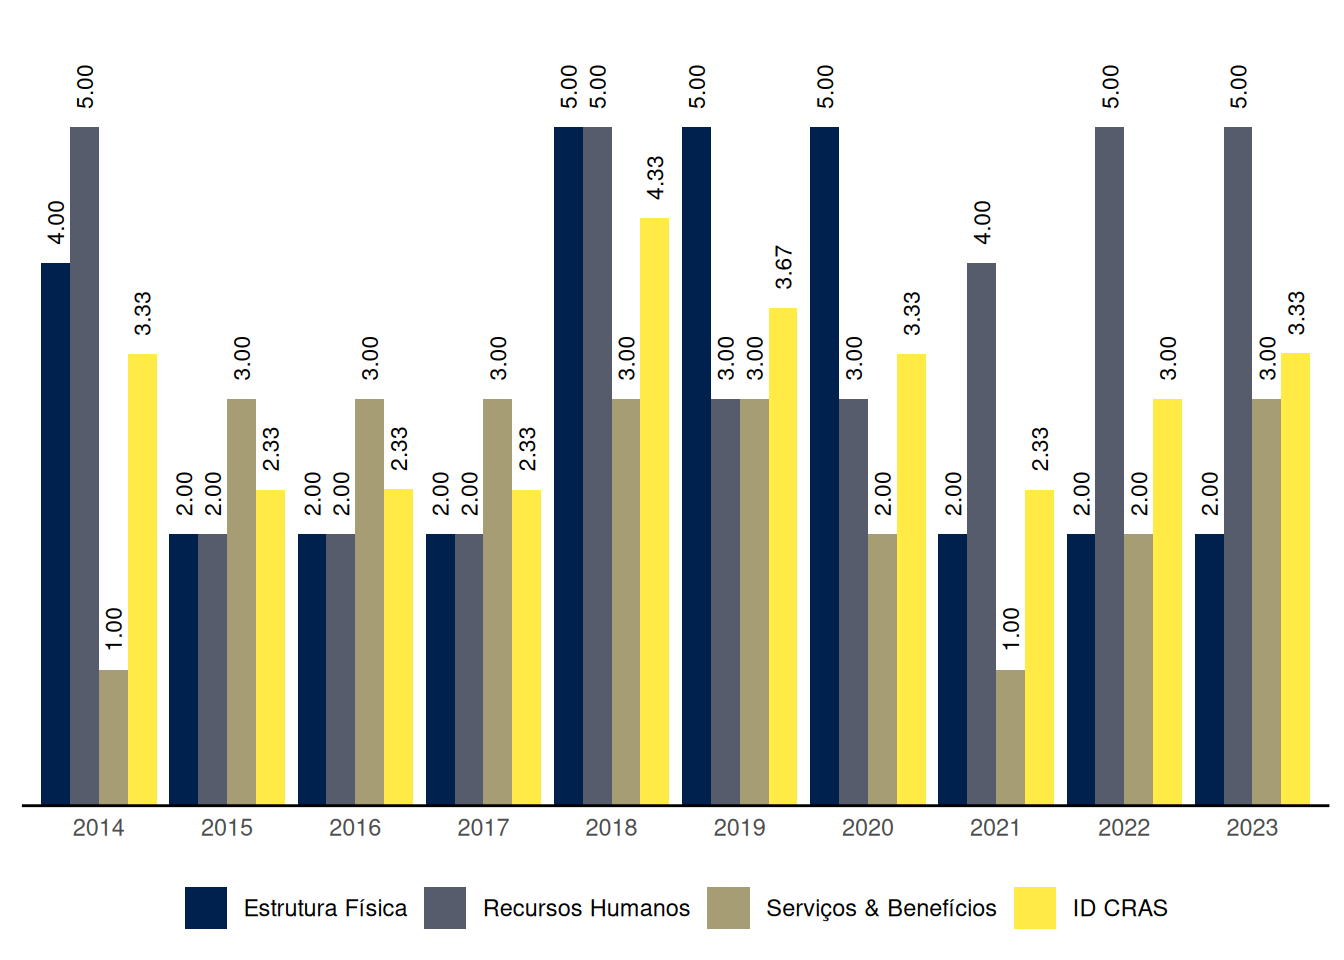 4.00 5.00 1.00 3.33
2.00 2.00 3.00 2.33
2.00 2.00 3.00 2.33
2.00 2.00 3.00 2.33
5.00 5.00 3.00 4.33
5.00 3.00 3.00 3.67
5.00 3.00 2.00 3.33
2.00 4.00 1.00 2.33
2.00 5.00 2.00 3.00
2.00 5.00 3.00 3.33
2014 2015 2016 2017 2018 2019 2020 2021 2022 2023
Estrutura Física Recursos Humanos Serviços & Benefícios ID CRAS